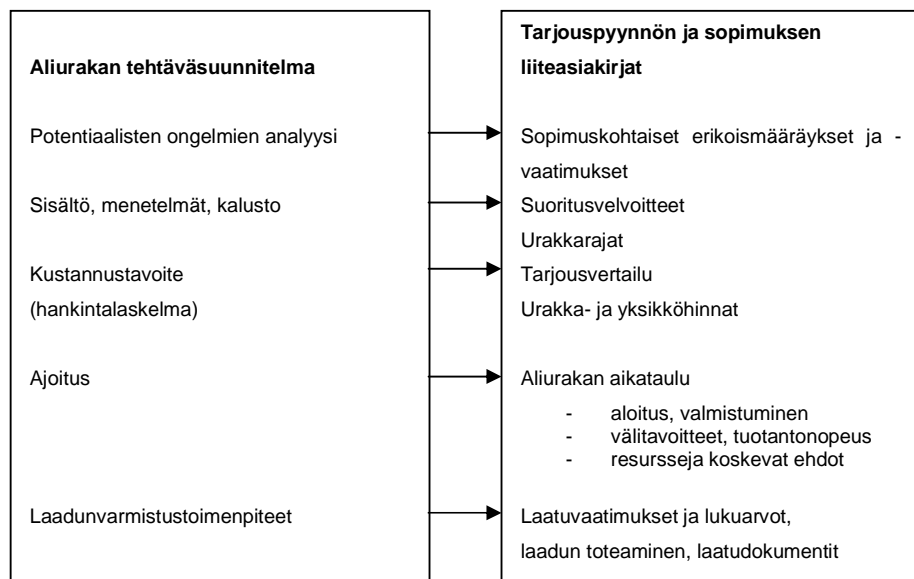 Aliurakan tehtäväsuunnitelma
Potentiaalisten ongelmien analyysi
Sisältö, menetelmät, kalusto
Kustannustavoite
(hankintalaskelma)
Ajoitus
Laadunvarmistustoimenpiteet
Tarjouspyynnön ja sopimuksen
liiteasiakirjat
Sopimuskohtaiset erikoismääräykset ja -
vaatimukset
Suoritusvelvoitteet
Urakkarajat
Tarjousvertailu
Urakka- ja yksikköhinnat
Aliurakan aikataulu
- aloitus, valmistuminen
- välitavoitteet, tuotantonopeus
- resursseja koskevat ehdot
Laatuvaatimukset ja lukuarvot,
laadun toteaminen, laatudokumentit